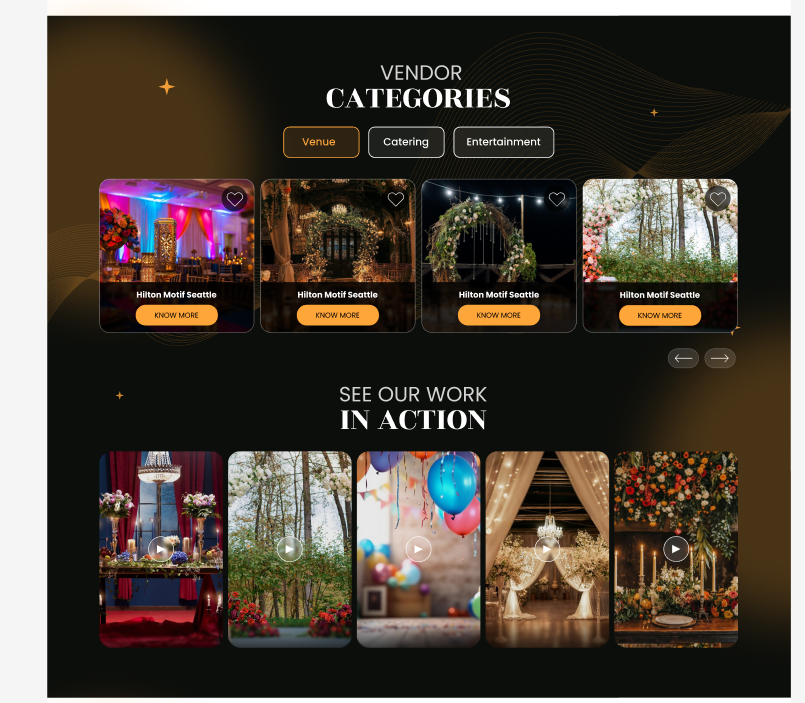 VENDOR
CATEGORIES
Venue
Catering
Entertainment
Hilton Motif Seattle
Hilton Motif Seattle
Hilton Motif Seattle
Hilton Motif Seattle
KNOW MORE
KNOW MORE
KNOW MORE
KNOW MORE
SEE OUR WORK
IN ACTION